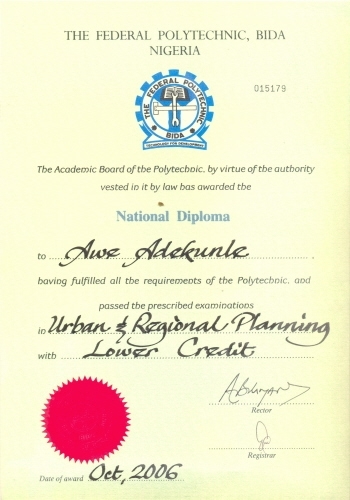 THE FEDERAL POLYTECHNIC, BIDA
NIGERIA
THE FEDERAL POLYTECHNIC
BIDA
TECHNOLOGY FOR DEVELOPMENT
015179
The Academic Board of the Polytechnic, by virtue of the authority
vested in it by law has awarded the
National Diploma
to Awe Adekunle
having fulfilled all the requirements of the Polytechnic, and
passed the prescribed examinations
in Urban & Regional Planning
with Lower Credit
Rector
Registrar
Date of award Oct, 2006